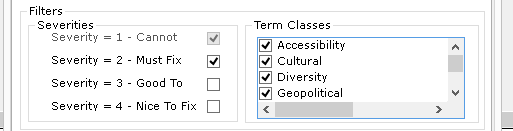 Filters
Severities
Severity = 1 - Cannot
Severity = 2 - Must Fix
Severity = 3 - Good To
Severity = 4 - Nice To Fix
Term Classes
Accessibility
Cultural
Diversity
Geopolitical